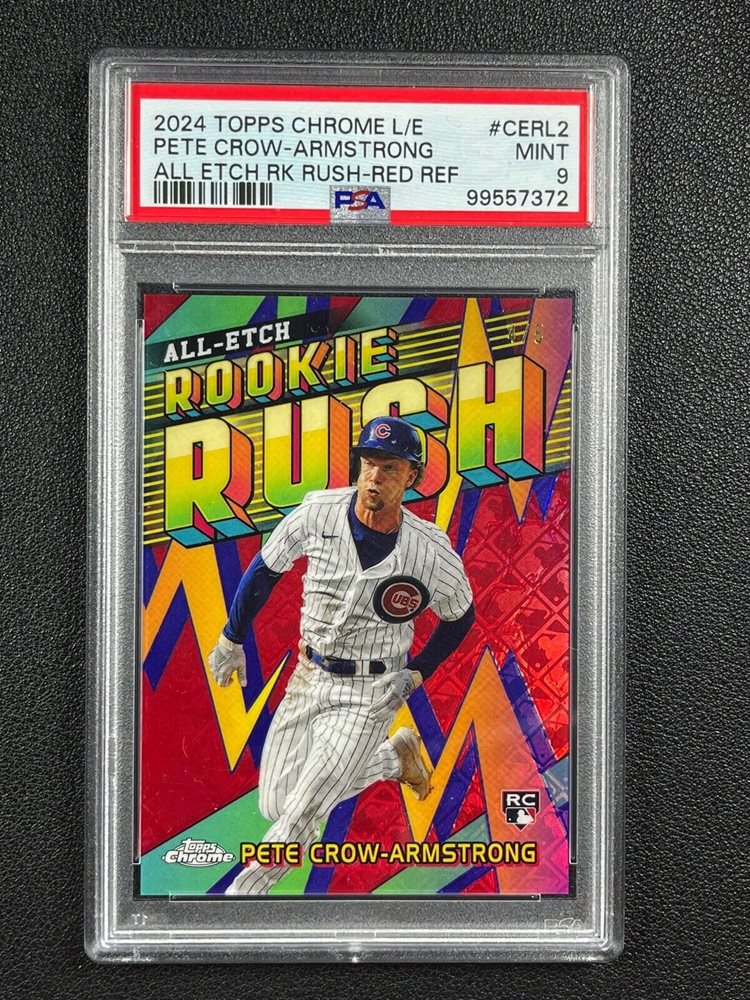 2024 TOPPS CHROME L/E #CERL2
PETE CROW-ARMSTRONG MINT
ALL ETCH RK RUSH-RED REF 9
PSA 99557372
ALL-ETCH
ROOKIE
RUSH
C
CUBS
RC
Topps
Chrome
PETE CROW-ARMSTRONG
PSA